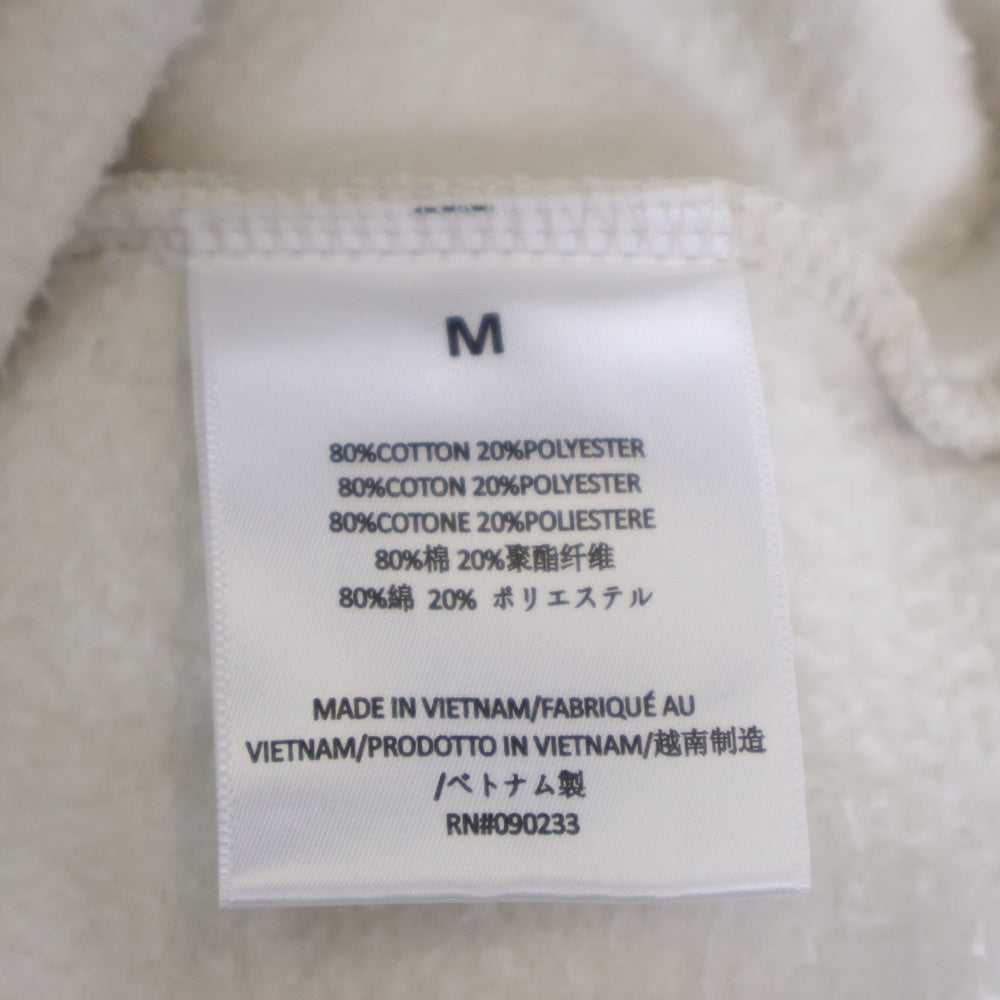 M
80%COTTON 20%POLYESTER
80%COTON 20%POLYESTER
80%COTONE 20%POLIESTERE
80%棉 20%聚酯纤维
80%綿 20% ポリエステル
MADE IN VIETNAM/FABRIQUÉ AU
VIETNAM/PRODOTTO IN VIETNAM/越南制造
/ベトナム製
RN#090233